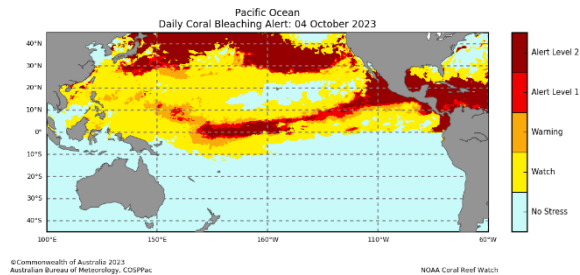 Pacific Ocean
Daily Coral Bleaching Alert: 04 October 2023
40°N
30°N
20°N
10°N
0°
10°S
20°S
30°S
40°S
100°E
150°E
160°W
110°W
60°W
Alert Level 2
Alert Level 1
Warning
Watch
No Stress
©Commonwealth of Australia 2023
Australian Bureau of Meteorology, COSPPac
NOAA Coral Reef Watch